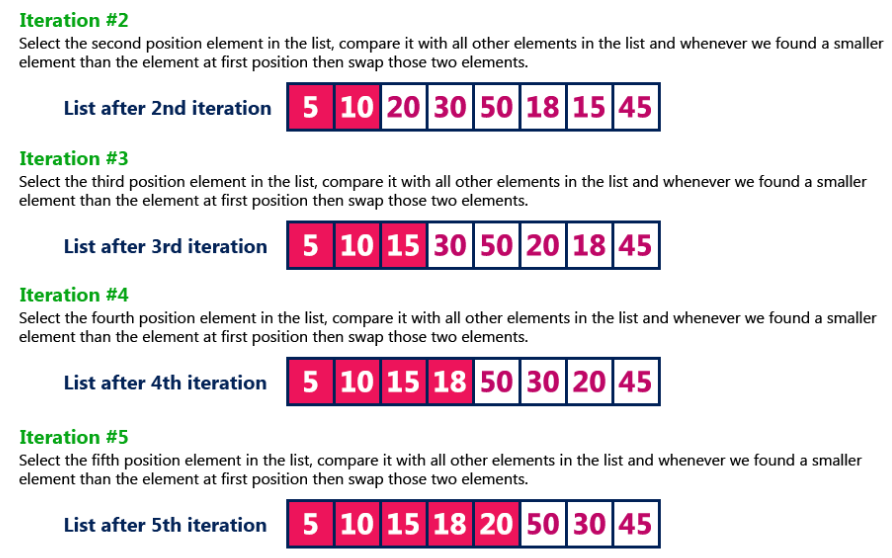 Iteration #2
Select the second position element in the list, compare it with all other elements in the list and whenever we found a smaller
element than the element at first position then swap those two elements.
List after 2nd iteration 5 10 20 30 50 18 15 45
Iteration #3
Select the third position element in the list, compare it with all other elements in the list and whenever we found a smaller
element than the element at first position then swap those two elements.
List after 3rd iteration 5 10 15 30 50 20 18 45
Iteration #4
Select the fourth position element in the list, compare it with all other elements in the list and whenever we found a smaller
element than the element at first position then swap those two elements.
List after 4th iteration 5 10 15 18 50 30 20 45
Iteration #5
Select the fifth position element in the list, compare it with all other elements in the list and whenever we found a smaller
element than the element at first position then swap those two elements.
List after 5th iteration 5 10 15 18 20 50 30 45